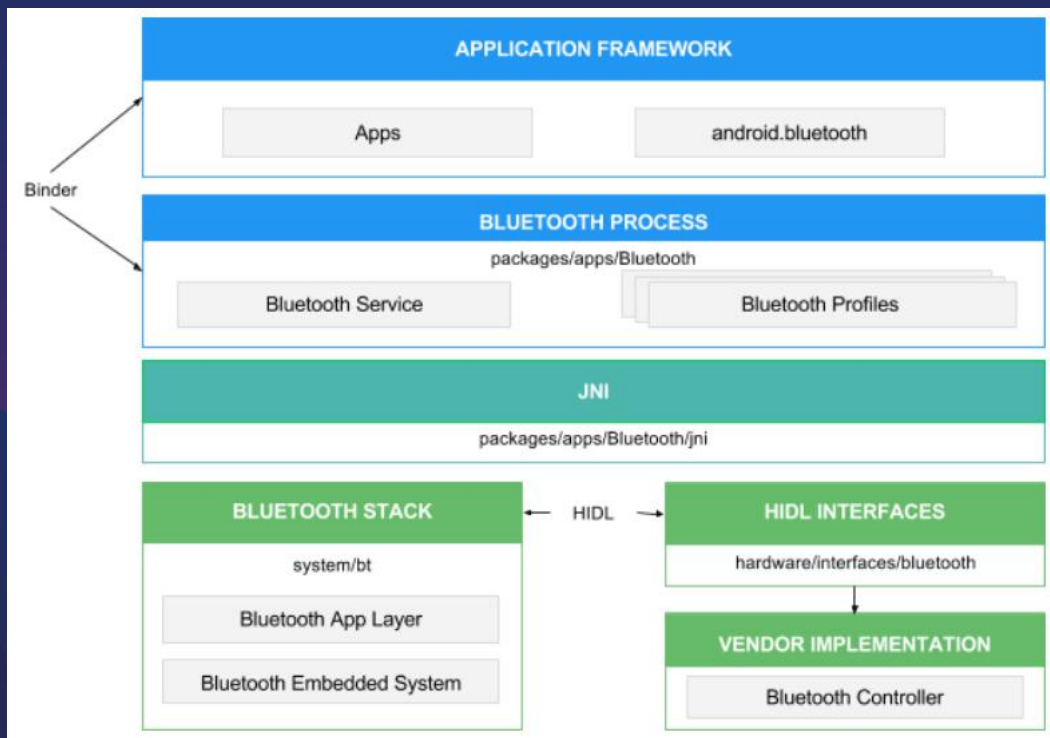 APPLICATION FRAMEWORK
Apps
android.bluetooth
Binder
BLUETOOTH PROCESS
packages/apps/Bluetooth
Bluetooth Service
Bluetooth Profiles
JNI
packages/apps/Bluetooth/jni
BLUETOOTH STACK
HIDL
HIDL INTERFACES
system/bt
hardware/interfaces/bluetooth
Bluetooth App Layer
Bluetooth Embedded System
VENDOR IMPLEMENTATION
Bluetooth Controller